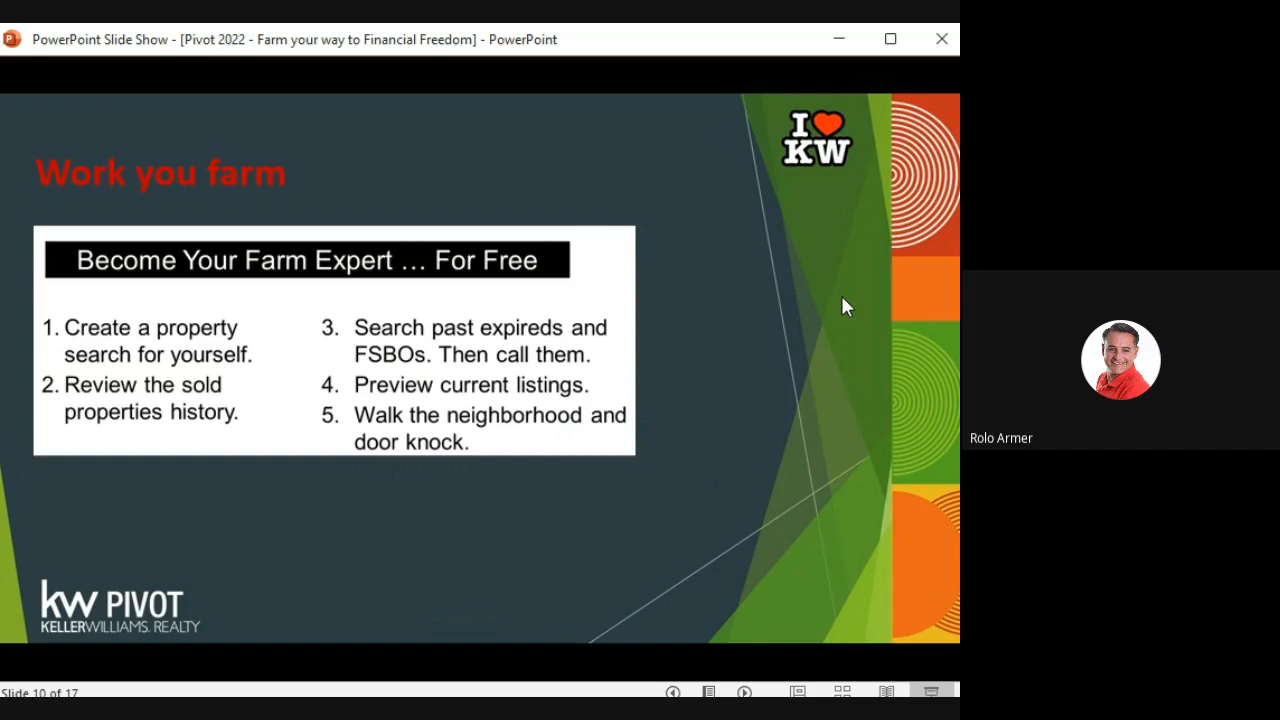 PowerPoint Slide Show - [Pivot 2022 - Farm your way to Financial Freedom] - PowerPoint
I
KW
Work you farm
Become Your Farm Expert … For Free
1. Create a property
search for yourself.
2. Review the sold
properties history.
3. Search past expireds and
FSBOs. Then call them.
4. Preview current listings.
5. Walk the neighborhood and
door knock.
Rolo Armer
kw PIVOT
KELLERWILLIAMS. REALTY
Slide 10 of 17